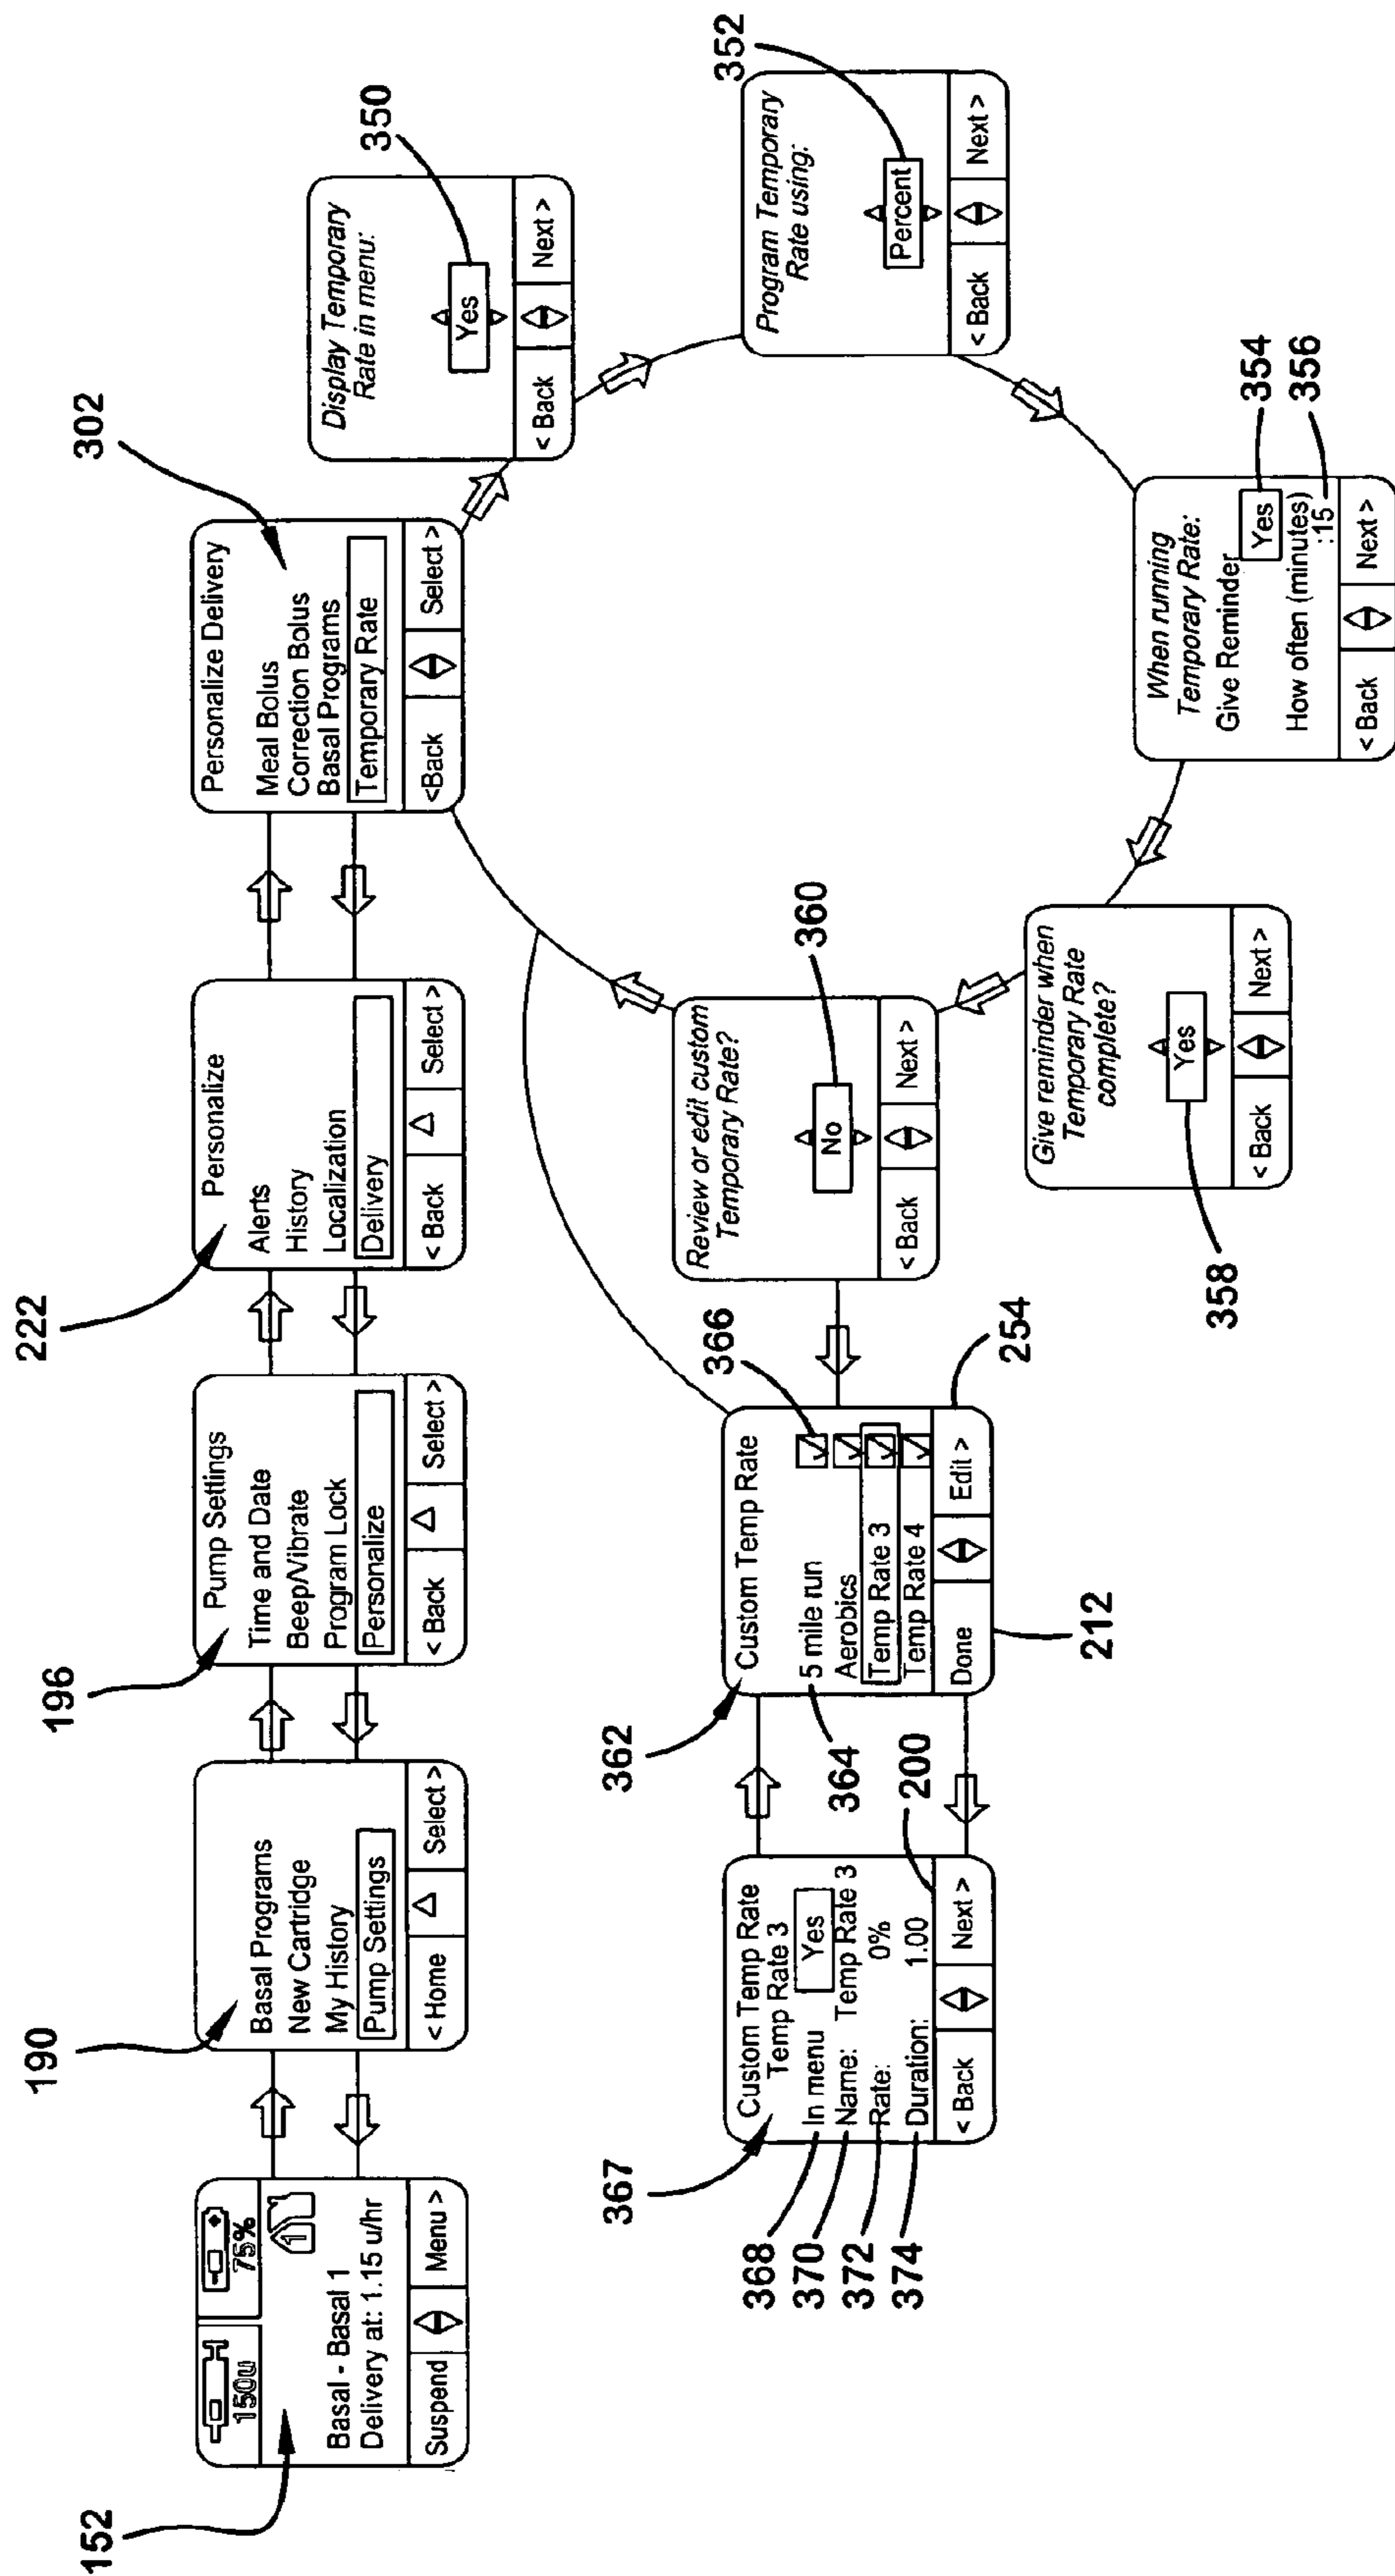 152
150u
75%
1
Basal - Basal 1
Delivery at: 1.15 u/hr
Suspend
Menu >
190
Basal Programs
New Cartridge
My History
Pump Settings
< Home
Select >
196
Pump Settings
Time and Date
Beep/Vibrate
Program Lock
Personalize
< Back
Select >
222
Personalize
Alerts
History
Localization
Delivery
< Back
Select >
302
Personalize Delivery
Meal Bolus
Correction Bolus
Basal Programs
Temporary Rate
<Back
Select >
350
Display Temporary
Rate in menu:
Yes
< Back
Next >
352
Program Temporary
Rate using:
Percent
< Back
Next >
When running
Temporary Rate:
Give Reminder
Yes
354
How often (minutes)
:15
356
< Back
Next >
Give reminder when
Temporary Rate
complete?
Yes
358
< Back
Next >
Review or edit custom
Temporary Rate?
No
360
< Back
Next >
362
Custom Temp Rate
364
5 mile run
366
Aerobics
Temp Rate 3
Temp Rate 4
Done
Edit >
212
254
367
Custom Temp Rate
Temp Rate 3
368
In menu
Yes
370
Name:
Temp Rate 3
372
Rate:
0%
374
Duration:
1.00
< Back
Next >
200